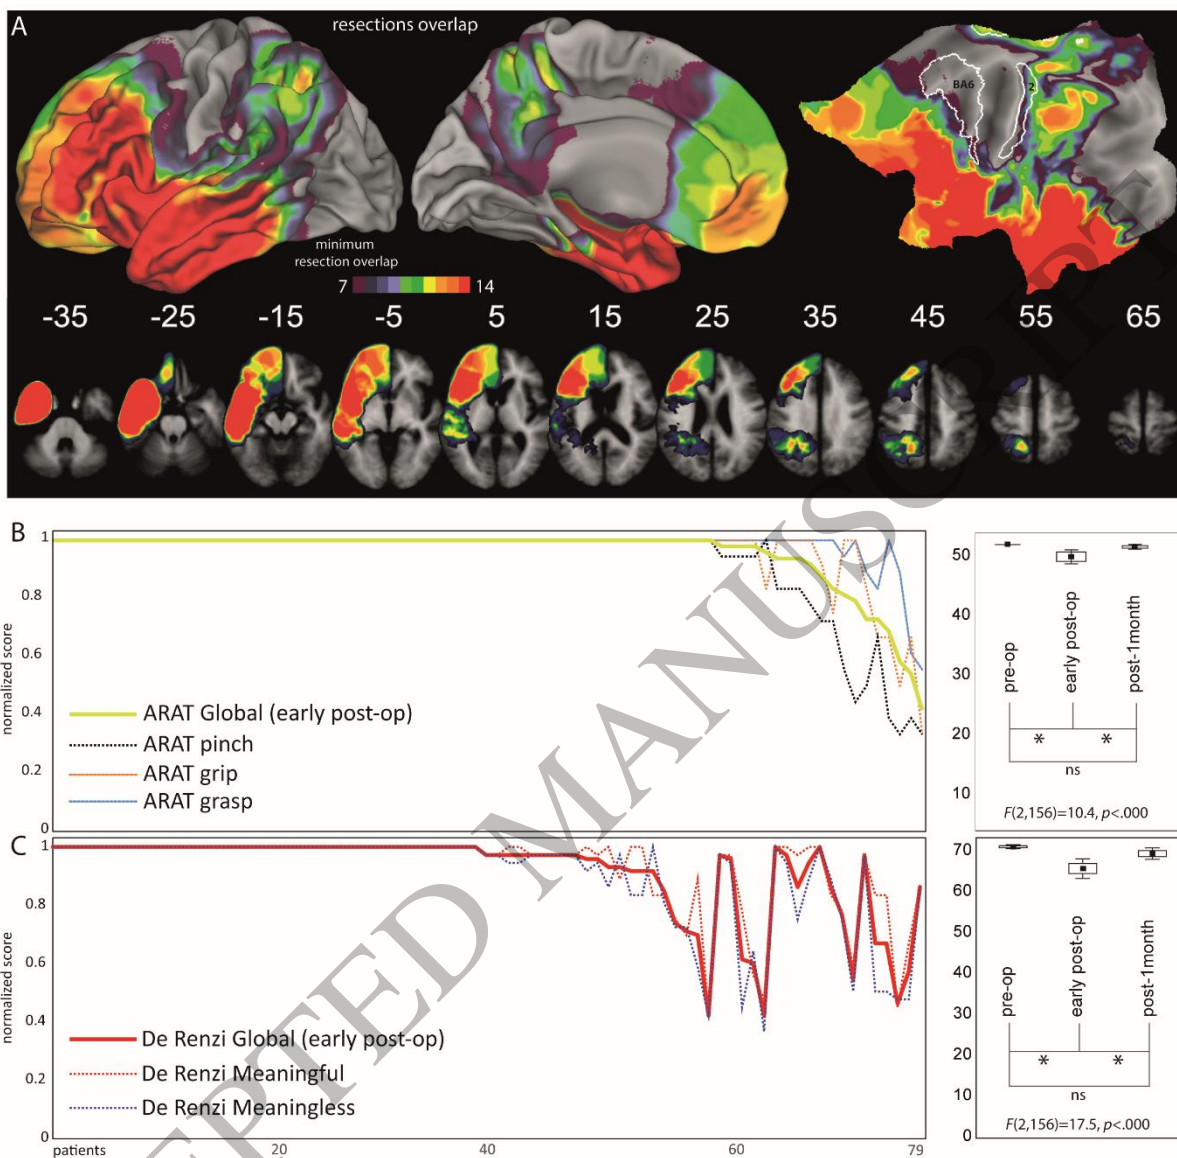 A
resections overlap
BA6
2
minimum
resection overlap
7 14
-35 -25 -15 -5 5 15 25 35 45 55 65
B
1
0.8
0.6
0.4
0.2
0
normalized score
ARAT Global (early post-op)
ARAT pinch
ARAT grip
ARAT grasp
50
40
30
20
10
pre-op
early post-op
post-1month
* *
ns
F(2,156)=10.4, p<.000
C
1
0.8
0.6
0.4
0.2
0
normalized score
De Renzi Global (early post-op)
De Renzi Meaningful
De Renzi Meaningless
patients 20 40 60 79
70
60
50
40
30
20
10
0
pre-op
early post-op
post-1month
* *
ns
F(2,156)=17.5, p<.000
EPTED MANUSCRIPT